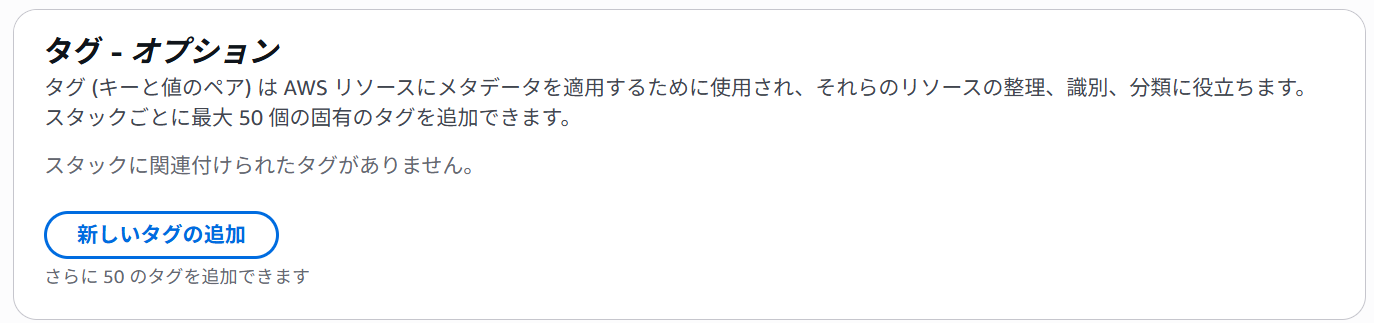 タグ - オプション
タグ (キーと値のペア) は AWS リソースにメタデータを適用するために使用され、それらのリソースの整理、識別、分類に役立ちます。
スタックごとに最大 50 個の固有のタグを追加できます。
スタックに関連付けられたタグがありません。
新しいタグの追加
さらに 50 のタグを追加できます